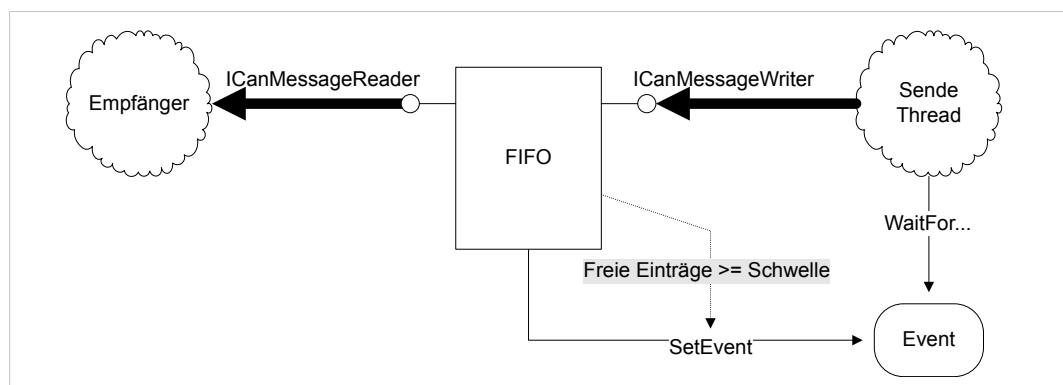 ICanMessageReader
ICanMessageWriter
Empfänger
Sende
Thread
FIFO
WaitFor...
Freie Einträge >= Schwelle
SetEvent
Event